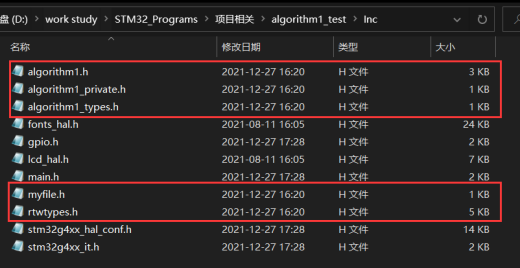 盘 (D:) > work study > STM32_Programs > 项目相关 > algorithm1_test > Inc
名称 修改日期 类型 大小
algorithm1.h 2021-12-27 16:20 H 文件 3 KB
algorithm1_private.h 2021-12-27 16:20 H 文件 1 KB
algorithm1_types.h 2021-12-27 16:20 H 文件 1 KB
fonts_hal.h 2021-08-11 16:05 H 文件 24 KB
gpio.h 2021-12-27 17:28 H 文件 2 KB
lcd_hal.h 2021-08-11 16:05 H 文件 7 KB
main.h 2021-12-27 17:28 H 文件 2 KB
myfile.h 2021-12-27 16:20 H 文件 1 KB
rtwtypes.h 2021-12-27 16:20 H 文件 5 KB
stm32g4xx_hal_conf.h 2021-12-27 17:28 H 文件 14 KB
stm32g4xx_it.h 2021-12-27 17:28 H 文件 2 KB